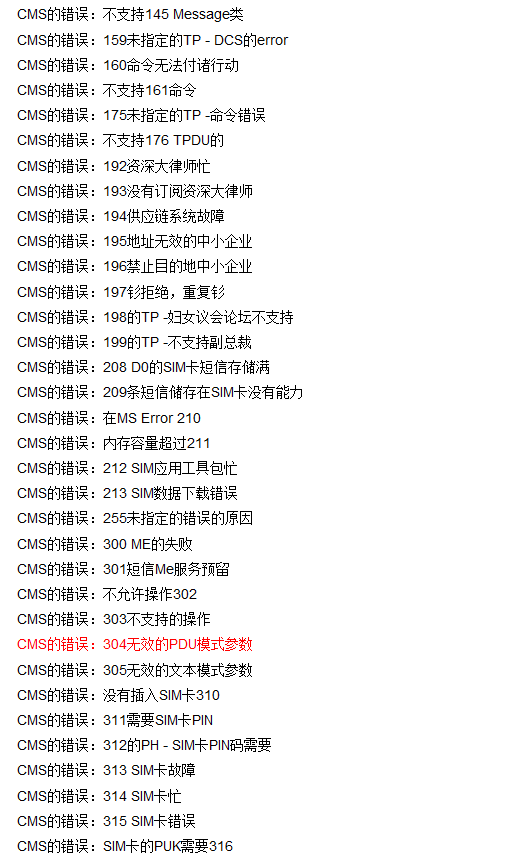 CMS的错误：不支持145 Message类
CMS的错误：159未指定的TP - DCS的error
CMS的错误：160命令无法付诸行动
CMS的错误：不支持161命令
CMS的错误：175未指定的TP -命令错误
CMS的错误：不支持176 TPDU的
CMS的错误：192资深大律师忙
CMS的错误：193没有订阅资深大律师
CMS的错误：194供应链系统故障
CMS的错误：195地址无效的中小企业
CMS的错误：196禁止目的地中小企业
CMS的错误：197钐拒绝，重复钐
CMS的错误：198的TP -妇女议会论坛不支持
CMS的错误：199的TP -不支持副总裁
CMS的错误：208 D0的SIM卡短信存储满
CMS的错误：209条短信储存在SIM卡没有能力
CMS的错误：在MS Error 210
CMS的错误：内存容量超过211
CMS的错误：212 SIM应用工具包忙
CMS的错误：213 SIM数据下载错误
CMS的错误：255未指定的错误的原因
CMS的错误：300 ME的失败
CMS的错误：301短信Me服务预留
CMS的错误：不允许操作302
CMS的错误：303不支持的操作
CMS的错误：304无效的PDU模式参数
CMS的错误：305无效的文本模式参数
CMS的错误：没有插入SIM卡310
CMS的错误：311需要SIM卡PIN
CMS的错误：312的PH - SIM卡PIN码需要
CMS的错误：313 SIM卡故障
CMS的错误：314 SIM卡忙
CMS的错误：315 SIM卡错误
CMS的错误：SIM卡的PUK需要316